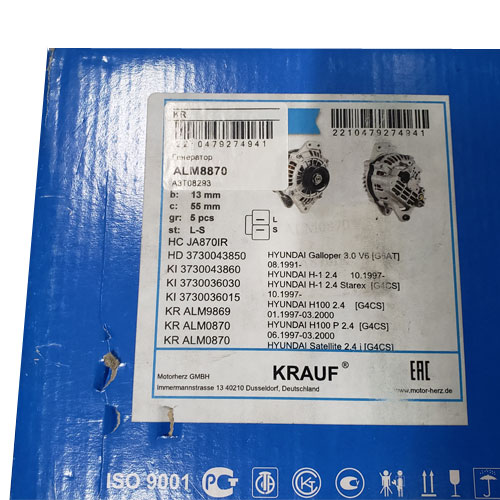 KR
2210479274941
2210479274941
Генератор
ALM8870
A3T08293
b: 13 mm
c: 55 mm
gr: 5 pcs
st: L-S
L
S
HC JA870IR
HD 3730043850
KI 3730043860
KI 3730036030
KI 3730036015
KR ALM9869
KR ALM0870
KR ALM0870
HYUNDAI Galloper 3.0 V6 [G6AT]
08.1991-
HYUNDAI H-1 2.4 10.1997-
HYUNDAI H-1 2.4 Starex [G4CS]
10.1997-
HYUNDAI H100 2.4 [G4CS]
01.1997-03.2000
HYUNDAI H100 P 2.4 [G4CS]
06.1997-03.2000
HYUNDAI Satellite 2.4 i [G4CS]
Motorherz GMBH
Immermannstrasse 13 40210 Dusseldorf, Deutschland
KRAUF®
EAC
www.motor-herz.de
ISO 9001